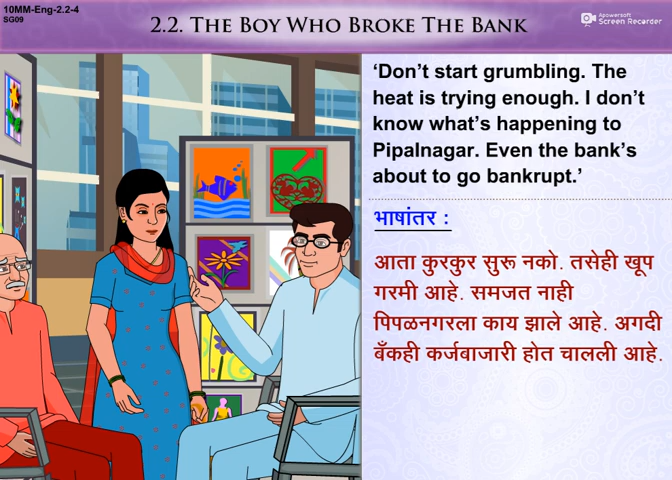 10MM-Eng-2.2-4
SG09
2.2. THE BOY WHO BROKE THE BANK
Apowersoft
Screen Recorder
‘Don’t start grumbling. The
heat is trying enough. I don’t
know what’s happening to
Pipalnagar. Even the bank’s
about to go bankrupt.’
भाषांतर :
आता कुरकुर सुरू नको. तसेही खूप
गरमी आहे. समजत नाही
पिपळनगरला काय झाले आहे. अगदी
बँकही कर्जबाजारी होत चालली आहे.